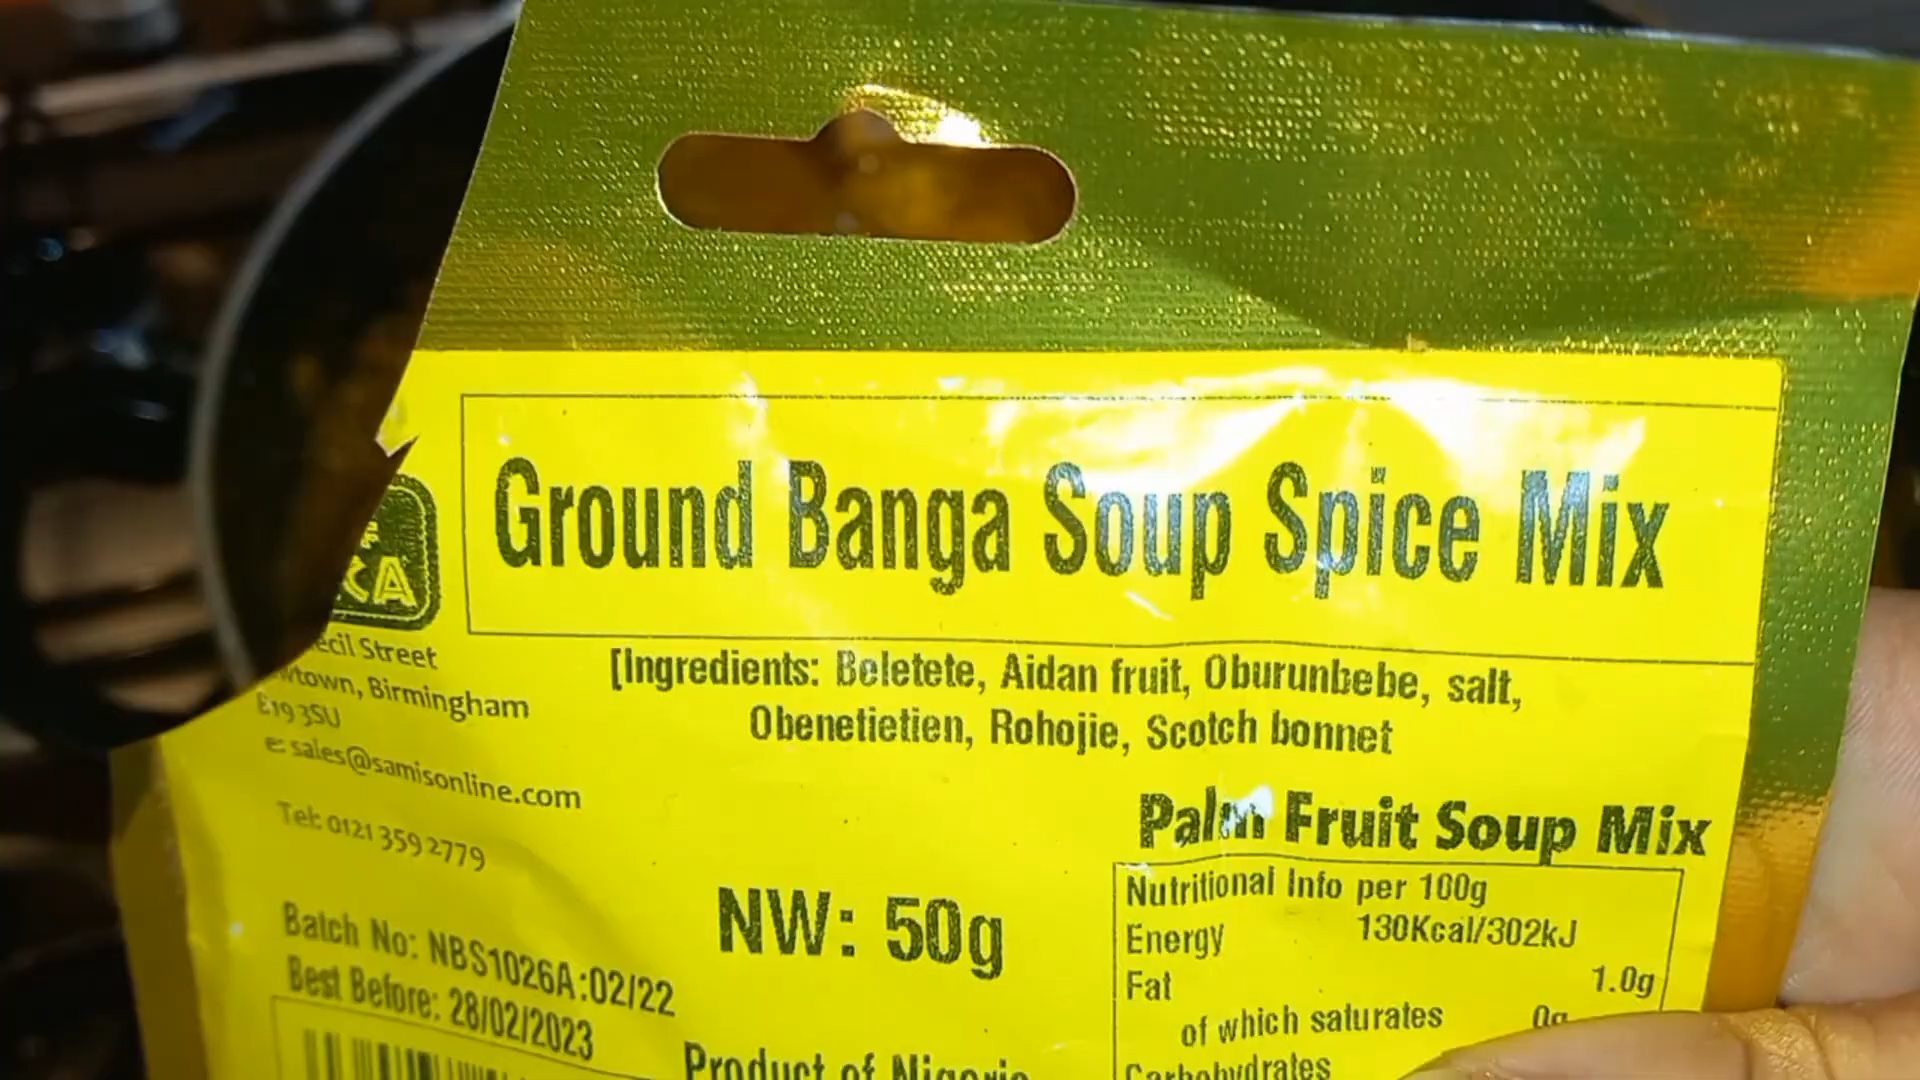 Ground Banga Soup Spice Mix
[Ingredients: Beletete, Aidan fruit, Oburunbebe, salt,
Obenetietien, Rohojie, Scotch bonnet
KA
ecil Street
wtown, Birmingham
E19 3SU
e: sales@samisonline.com
Tel: 0121 359 2779
Palm Fruit Soup Mix
NW: 50g
Nutritional Info per 100g
Energy 130Kcal/302kJ
Fat 1.0g
of which saturates 0g
Carbohydrates
Batch No: NBS1026A:02/22
Best Before: 28/02/2023
Product of Nigeria